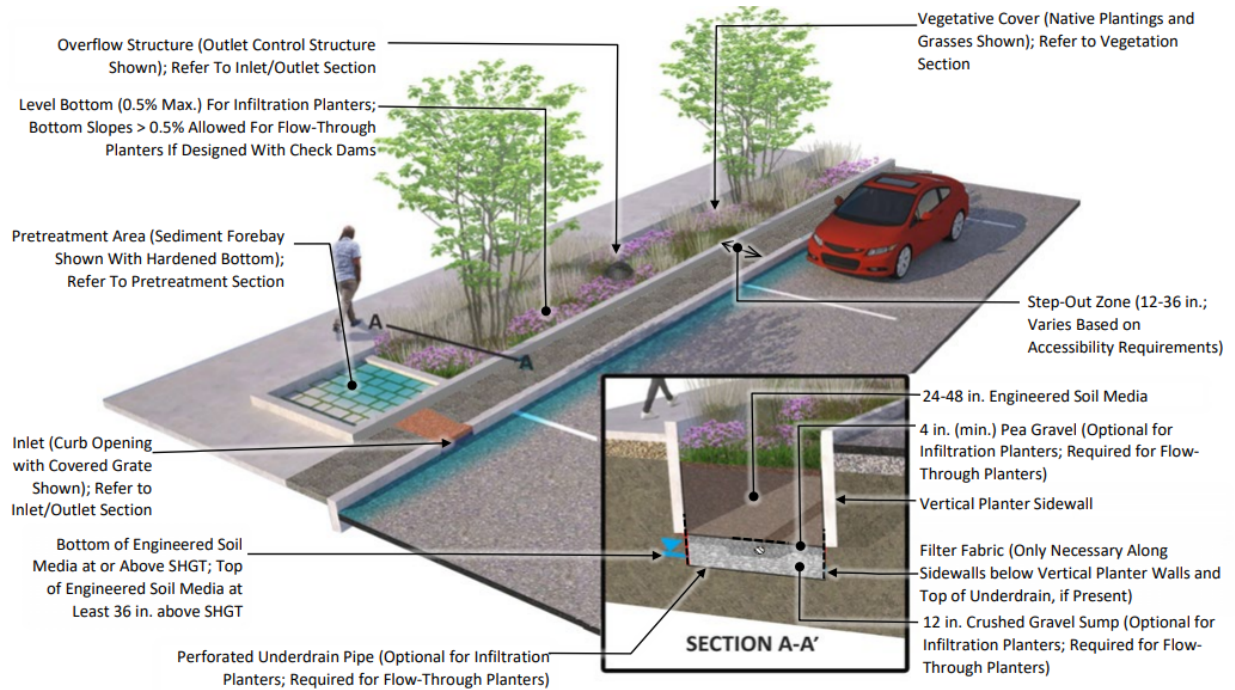 Overflow Structure (Outlet Control Structure
Shown); Refer To Inlet/Outlet Section
Level Bottom (0.5% Max.) For Infiltration Planters;
Bottom Slopes > 0.5% Allowed For Flow-Through
Planters If Designed With Check Dams
Pretreatment Area (Sediment Forebay
Shown With Hardened Bottom);
Refer To Pretreatment Section
Inlet (Curb Opening
with Covered Grate
Shown); Refer to
Inlet/Outlet Section
Bottom of Engineered Soil
Media at or Above SHGT; Top
of Engineered Soil Media at
Least 36 in. above SHGT
Perforated Underdrain Pipe (Optional for Infiltration
Planters; Required for Flow-Through Planters)
A
A
Vegetative Cover (Native Plantings and
Grasses Shown); Refer to Vegetation
Section
Step-Out Zone (12-36 in.;
Varies Based on
Accessibility Requirements)
24-48 in. Engineered Soil Media
4 in. (min.) Pea Gravel (Optional for
Infiltration Planters; Required for Flow-
Through Planters)
Vertical Planter Sidewall
Filter Fabric (Only Necessary Along
Sidewalls below Vertical Planter Walls and
Top of Underdrain, if Present)
12 in. Crushed Gravel Sump (Optional for
Infiltration Planters; Required for Flow-
Through Planters)
SECTION A-A'